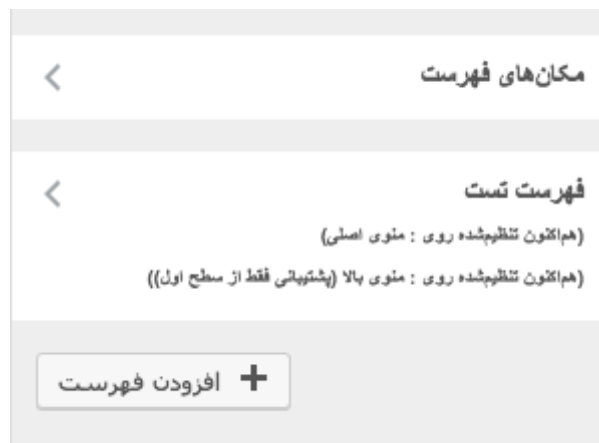 مکان‌های فهرست
فهرست تست
(هم‌اکنون تنظیم‌شده روی : منوی اصلی)
(هم‌اکنون تنظیم‌شده روی : منوی بالا (پشتیبانی فقط از سطح اول))
افزودن فهرست